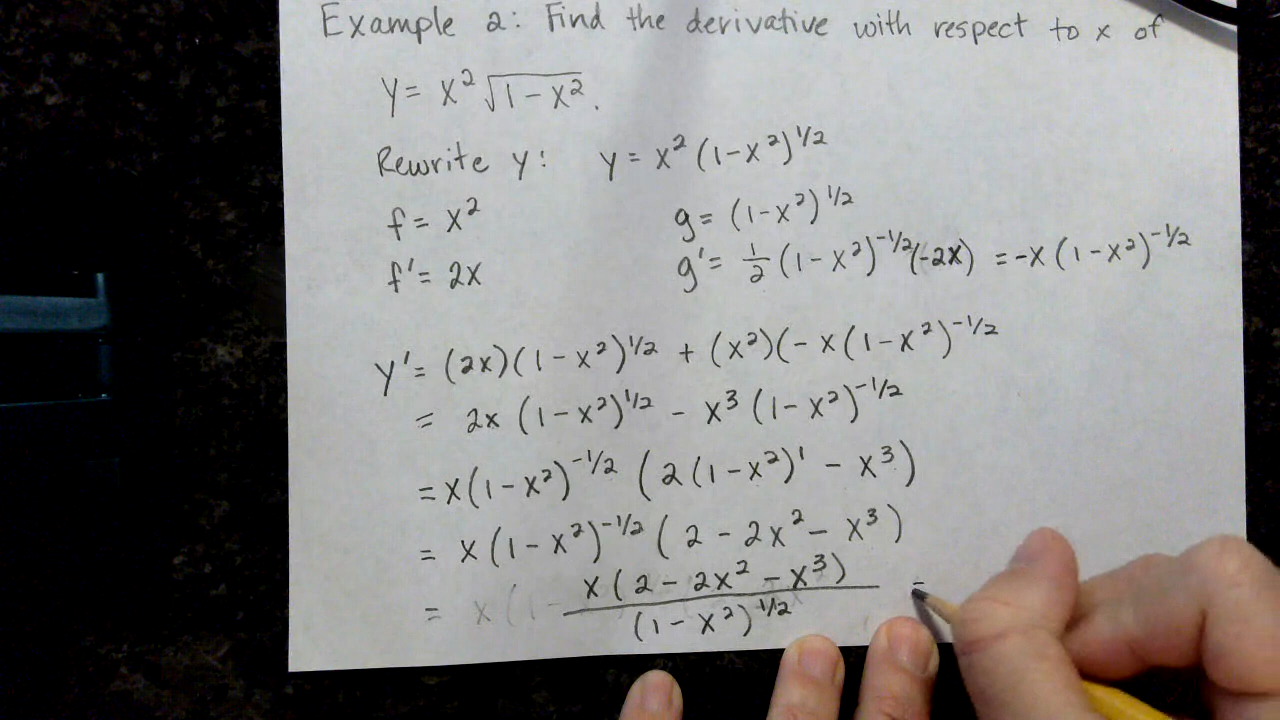 Example 2: Find the derivative with respect to x of
y = x² √(1-x²).
Rewrite y: y = x² (1-x²)^1/2
f = x² g = (1-x²)^1/2
f' = 2x g' = 1/2 (1-x²)^-1/2 (-2x) = -x (1-x²)^-1/2
y' = (2x)(1-x²)^1/2 + (x²)(-x(1-x²)^-1/2
= 2x (1-x²)^1/2 - x³ (1-x²)^-1/2
= x(1-x²)^-1/2 (2(1-x²)^1 - x³)
= x (1-x²)^-1/2 (2 - 2x² - x³)
= x(2 - 2x² - x³) / (1-x²)^1/2 =